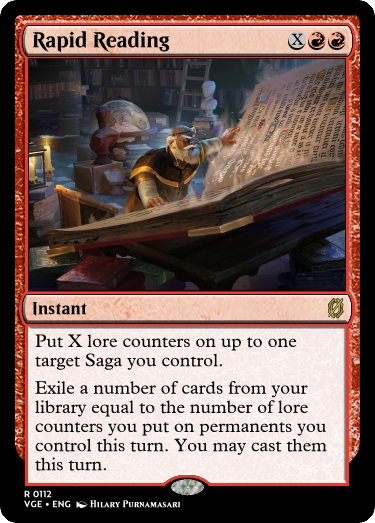 Rapid Reading X R R
Instant
Put X lore counters on up to one
target Saga you control.
Exile a number of cards from your
library equal to the number of lore
counters you put on permanents you
control this turn. You may cast them
this turn.
R 0112
VGE • ENG Hilary Purnamasari